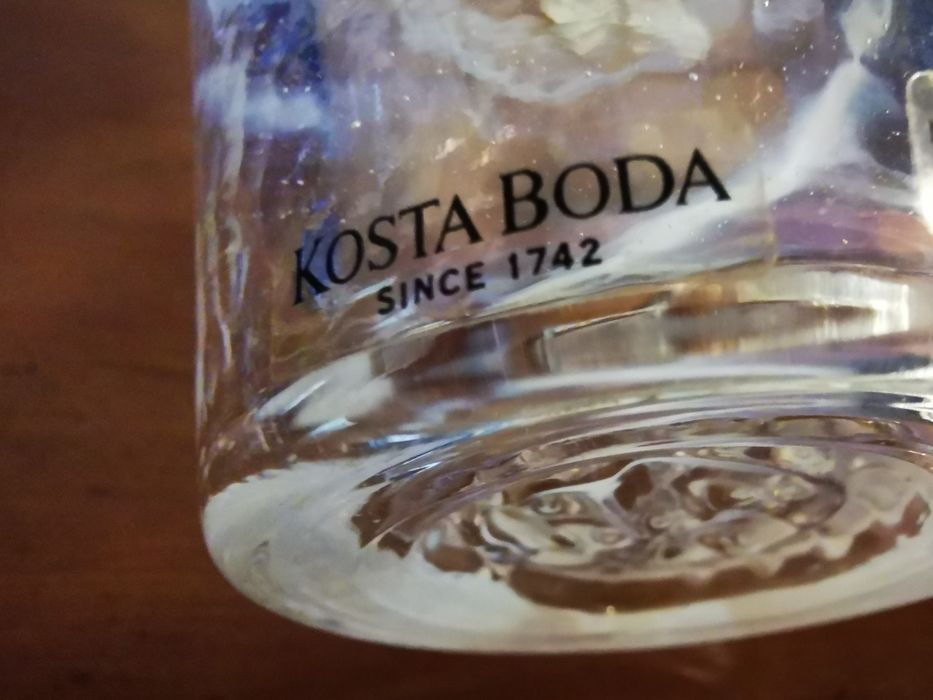 KOSTA BODA
SINCE 1742